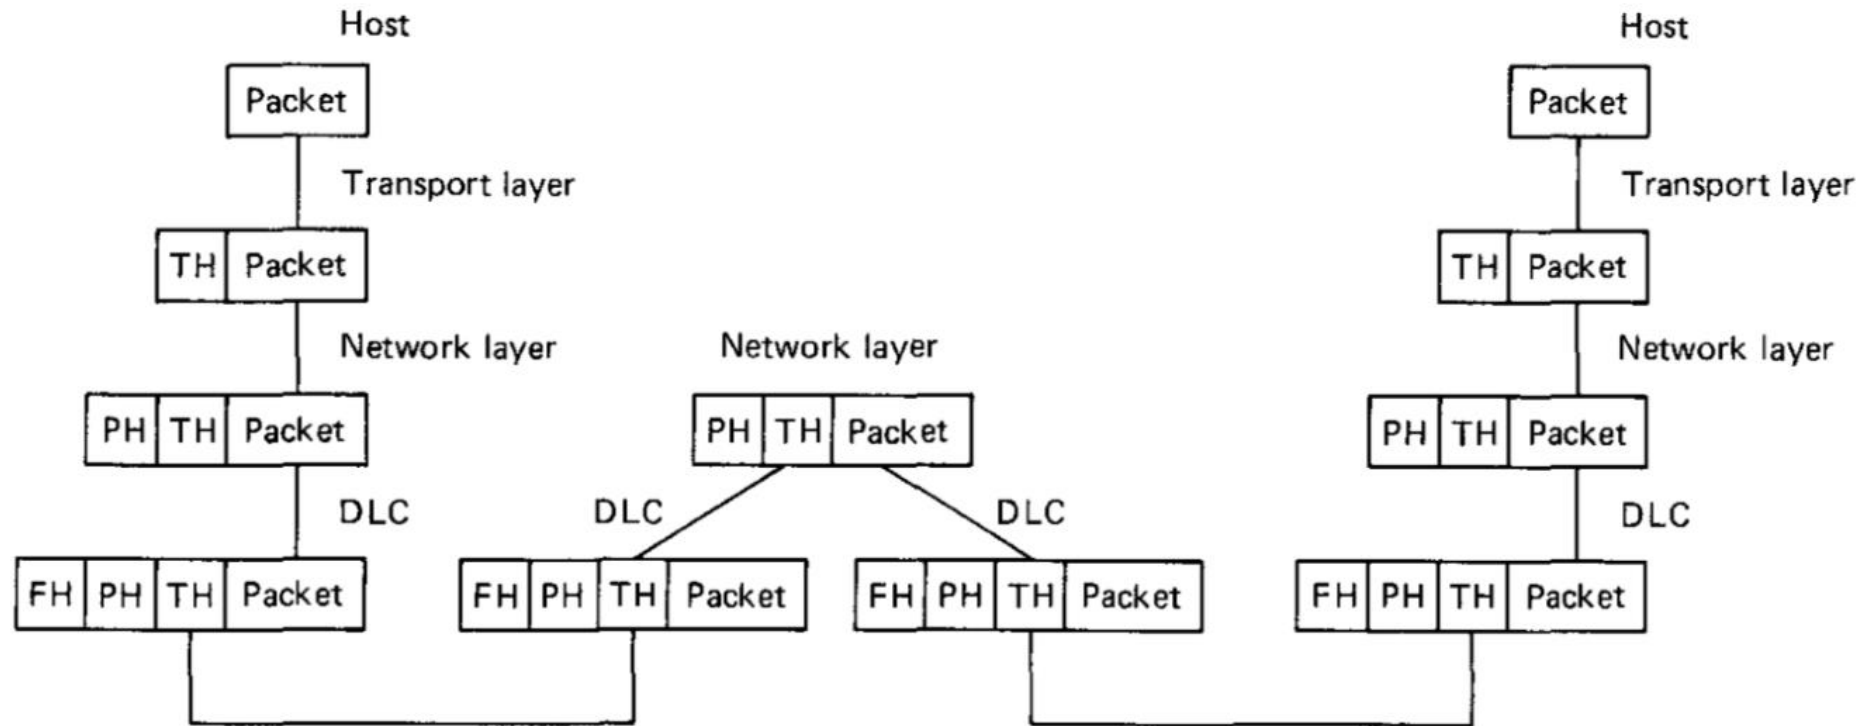 Host Host
Packet Packet
Transport layer Transport layer
TH Packet TH Packet
Network layer Network layer Network layer
PH TH Packet PH TH Packet PH TH Packet
DLC DLC DLC DLC
FH PH TH Packet FH PH TH Packet FH PH TH Packet FH PH TH Packet